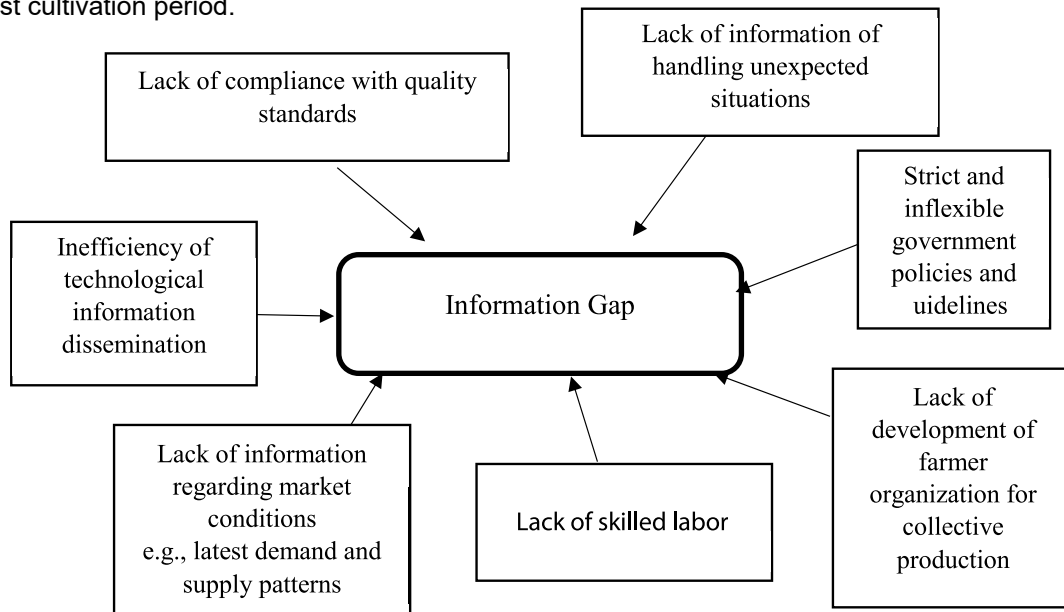 st cultivation period.
Lack of compliance with quality
standards
Lack of information of
handling unexpected
situations
Strict and
inflexible
government
policies and
uidelines
Inefficiency of
technological
information
dissemination
Information Gap
Lack of information
regarding market
conditions
e.g., latest demand and
supply patterns
Lack of skilled labor
Lack of
development of
farmer
organization for
collective
production